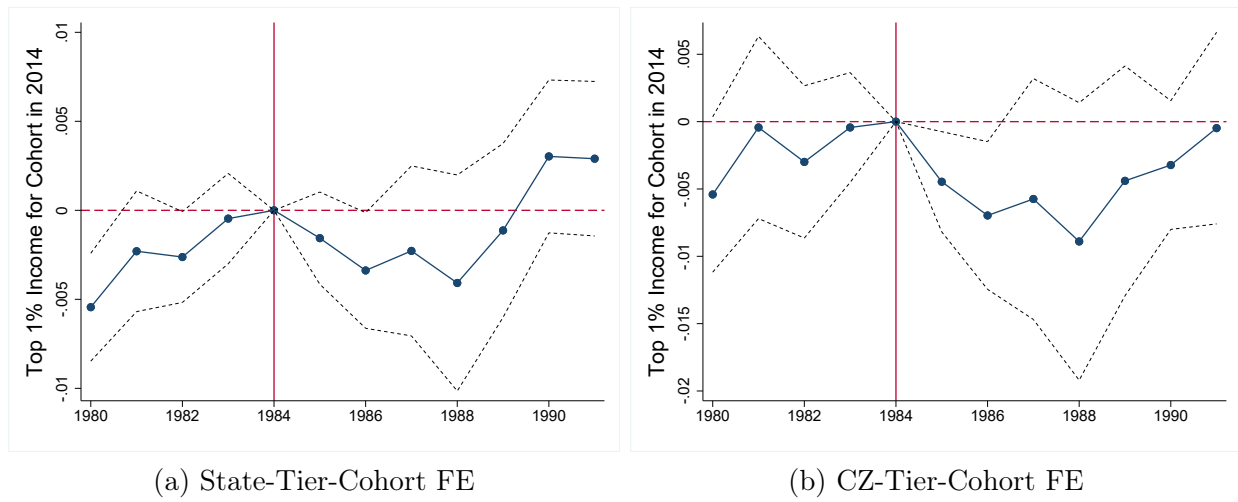 Top 1% Income for Cohort in 2014
.01
.005
0
-.005
-.01
1980 1982 1984 1986 1988 1990
(a) State-Tier-Cohort FE
Top 1% Income for Cohort in 2014
.005
0
-.005
-.01
-.015
-.02
1980 1982 1984 1986 1988 1990
(b) CZ-Tier-Cohort FE